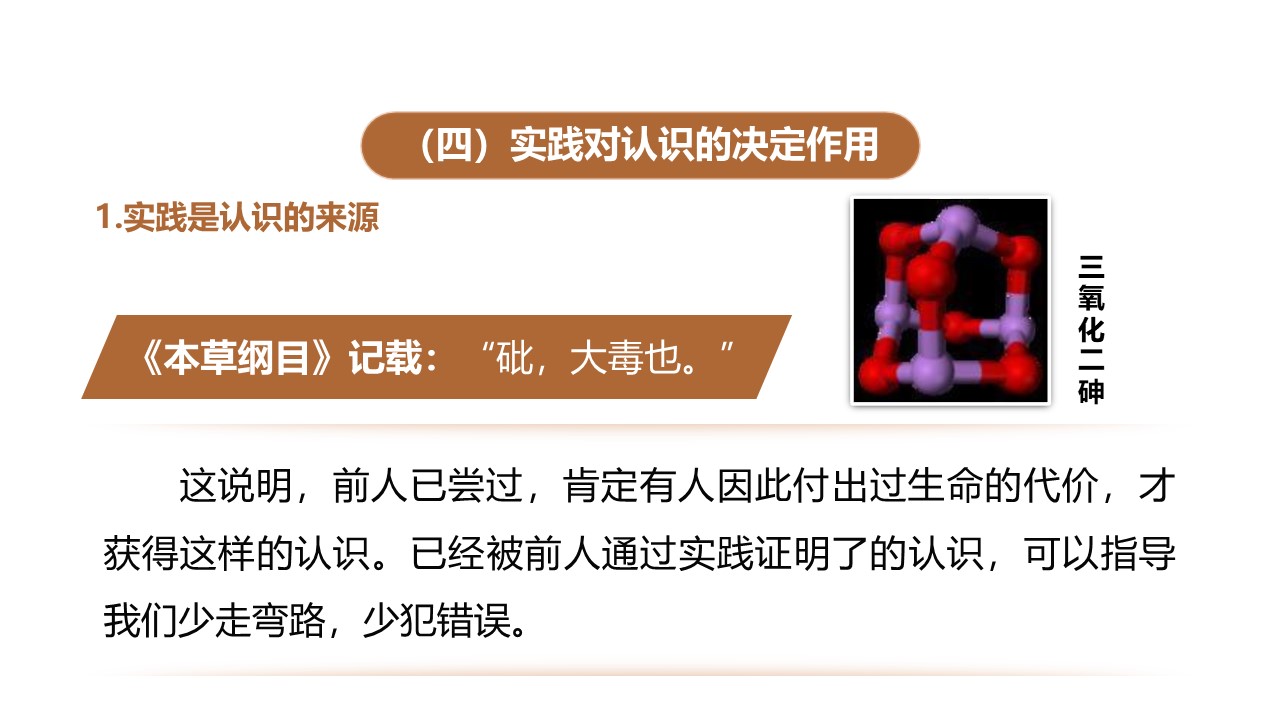 （四）实践对认识的决定作用
1.实践是认识的来源
三氧化二砷
《本草纲目》记载：“砒，大毒也。”
这说明，前人已尝过，肯定有人因此付出过生命的代价，才
获得这样的认识。已经被前人通过实践证明了的认识，可以指导
我们少走弯路，少犯错误。